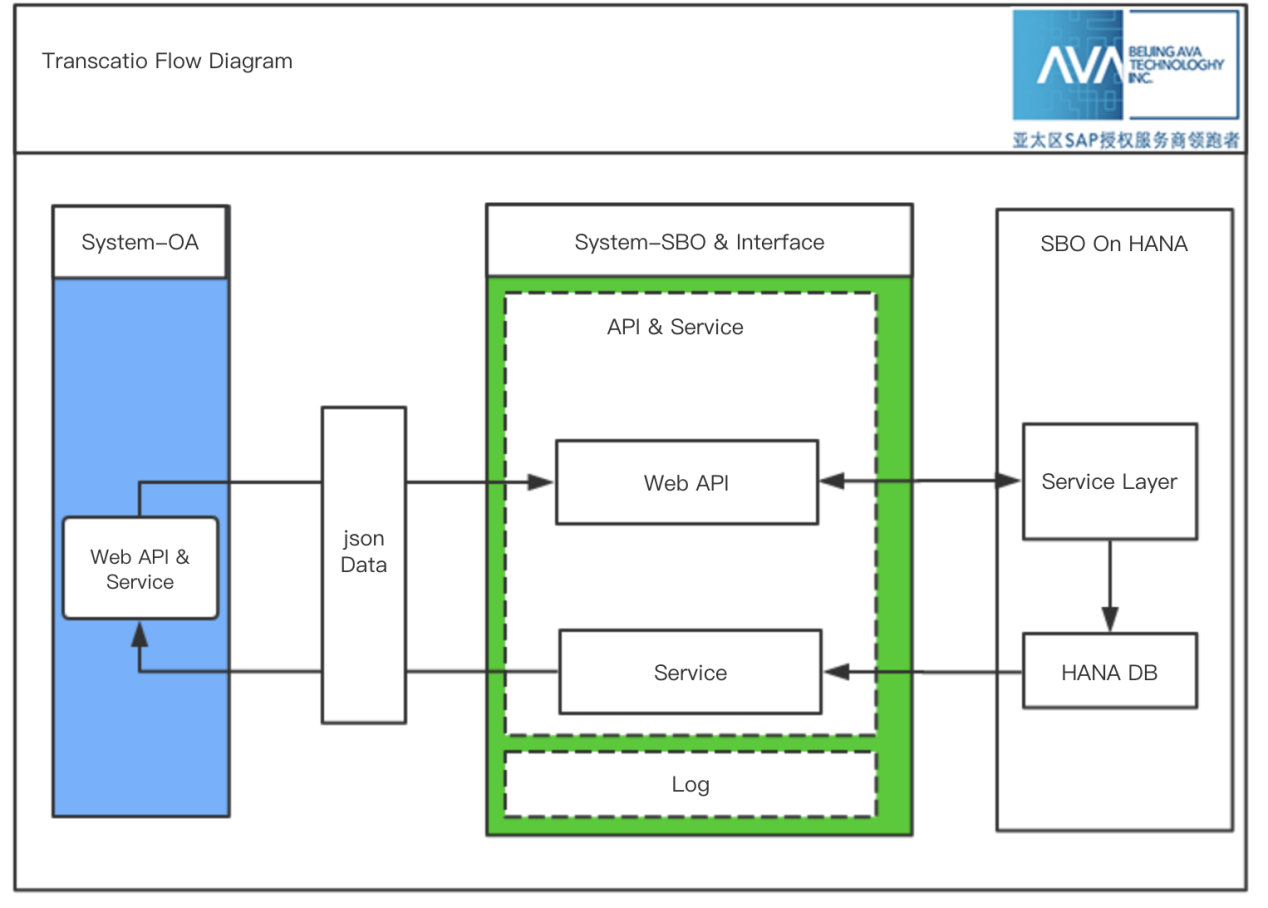 Transcatio Flow Diagram
AVA
BEIJING AVA
TECHNOLOGHY
INC.
亚太区SAP授权服务商领跑者
System-OA
System-SBO & Interface
SBO On HANA
API & Service
Web API
Service Layer
json
Data
Web API &
Service
Service
HANA DB
Log